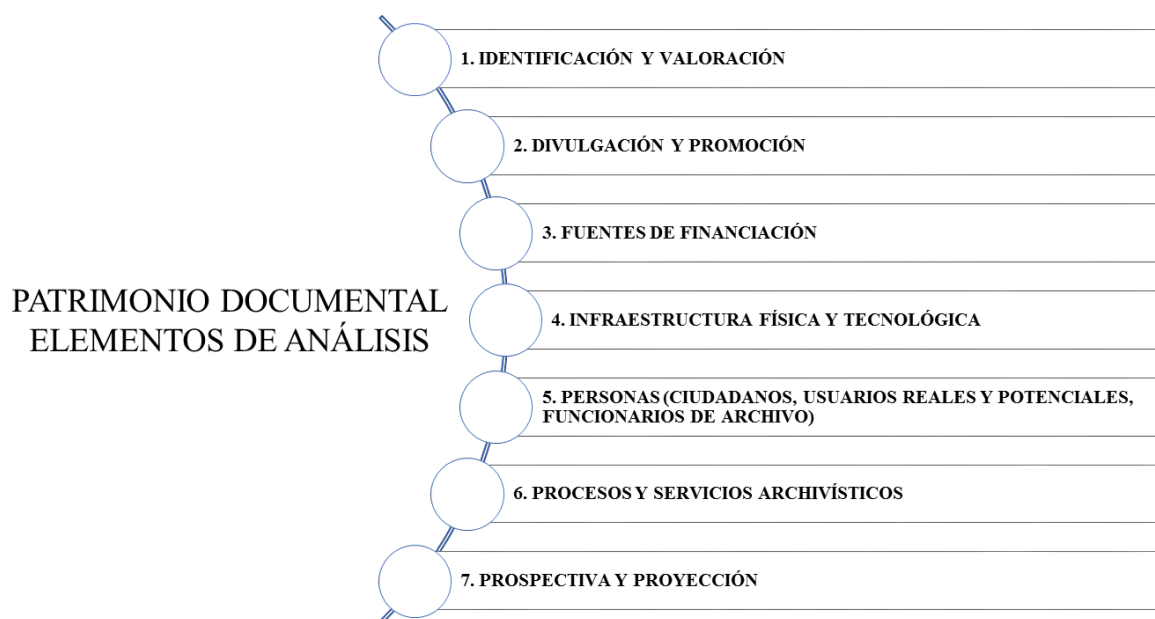 PATRIMONIO DOCUMENTAL
ELEMENTOS DE ANÁLISIS
1. IDENTIFICACIÓN Y VALORACIÓN
2. DIVULGACIÓN Y PROMOCIÓN
3. FUENTES DE FINANCIACIÓN
4. INFRAESTRUCTURA FÍSICA Y TECNOLÓGICA
5. PERSONAS (CIUDADANOS, USUARIOS REALES Y POTENCIALES,
FUNCIONARIOS DE ARCHIVO)
6. PROCESOS Y SERVICIOS ARCHIVÍSTICOS
7. PROSPECTIVA Y PROYECCIÓN